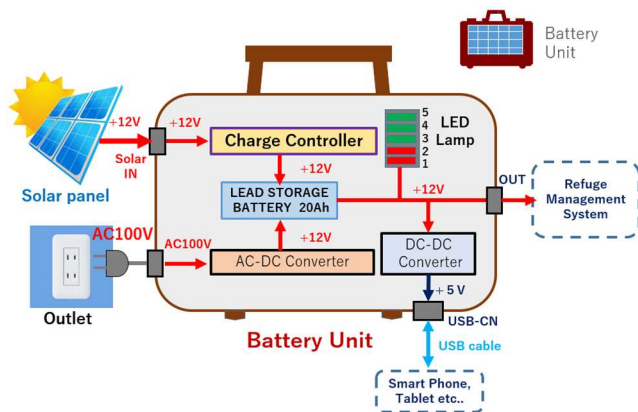 Battery
Unit
+12V
Solar
IN
Solar panel
+12V
Charge Controller
+12V
5
4
3
2
1
LED
Lamp
LEAD STORAGE
BATTERY 20Ah
+12V
OUT
Refuge
Management
System
AC100V
AC100V
+12V
AC-DC Converter
DC-DC
Converter
Outlet
+ 5 V
USB-CN
Battery Unit
USB cable
Smart Phone,
Tablet etc..